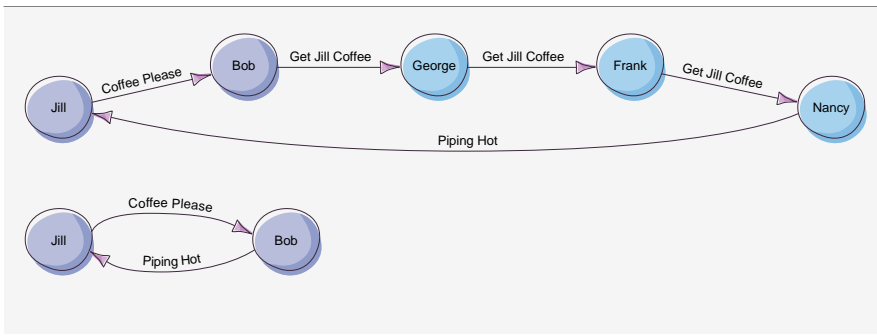 Jill
Coffee Please
Bob
Get Jill Coffee
George
Get Jill Coffee
Frank
Get Jill Coffee
Nancy
Piping Hot
Jill
Coffee Please
Bob
Piping Hot